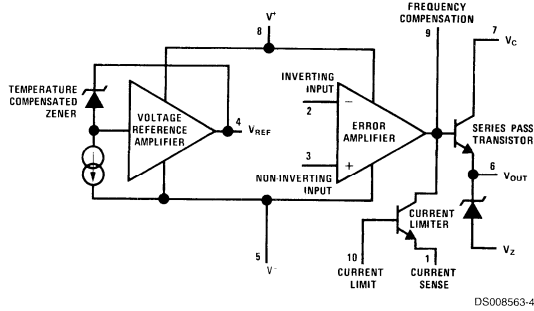 FREQUENCY
COMPENSATION
V+
8
9
7
VC
TEMPERATURE
COMPENSATED
ZENER
VOLTAGE
REFERENCE
AMPLIFIER
4 VREF
INVERTING
INPUT
2
−
ERROR
AMPLIFIER
3
+
NON-INVERTING
INPUT
SERIES PASS
TRANSISTOR
6
VOUT
CURRENT
LIMITER
VZ
5
V−
10
CURRENT
LIMIT
1
CURRENT
SENSE
DS008563-4